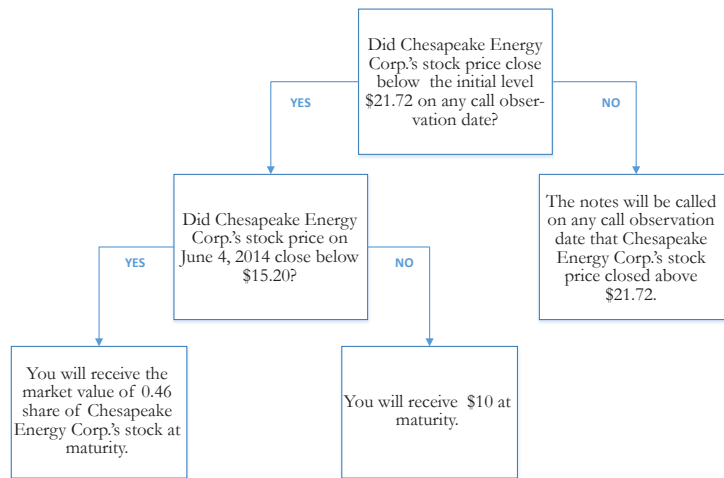 Did Chesapeake Energy
Corp.'s stock price close
below the initial level
$21.72 on any call obser-
vation date?
YES
NO
Did Chesapeake Energy
Corp.'s stock price on
June 4, 2014 close below
$15.20?
The notes will be called
on any call observation
date that Chesapeake
Energy Corp.'s stock
price closed above
$21.72.
YES
NO
You will receive the
market value of 0.46
share of Chesapeake
Energy Corp.'s stock at
maturity.
You will receive $10 at
maturity.